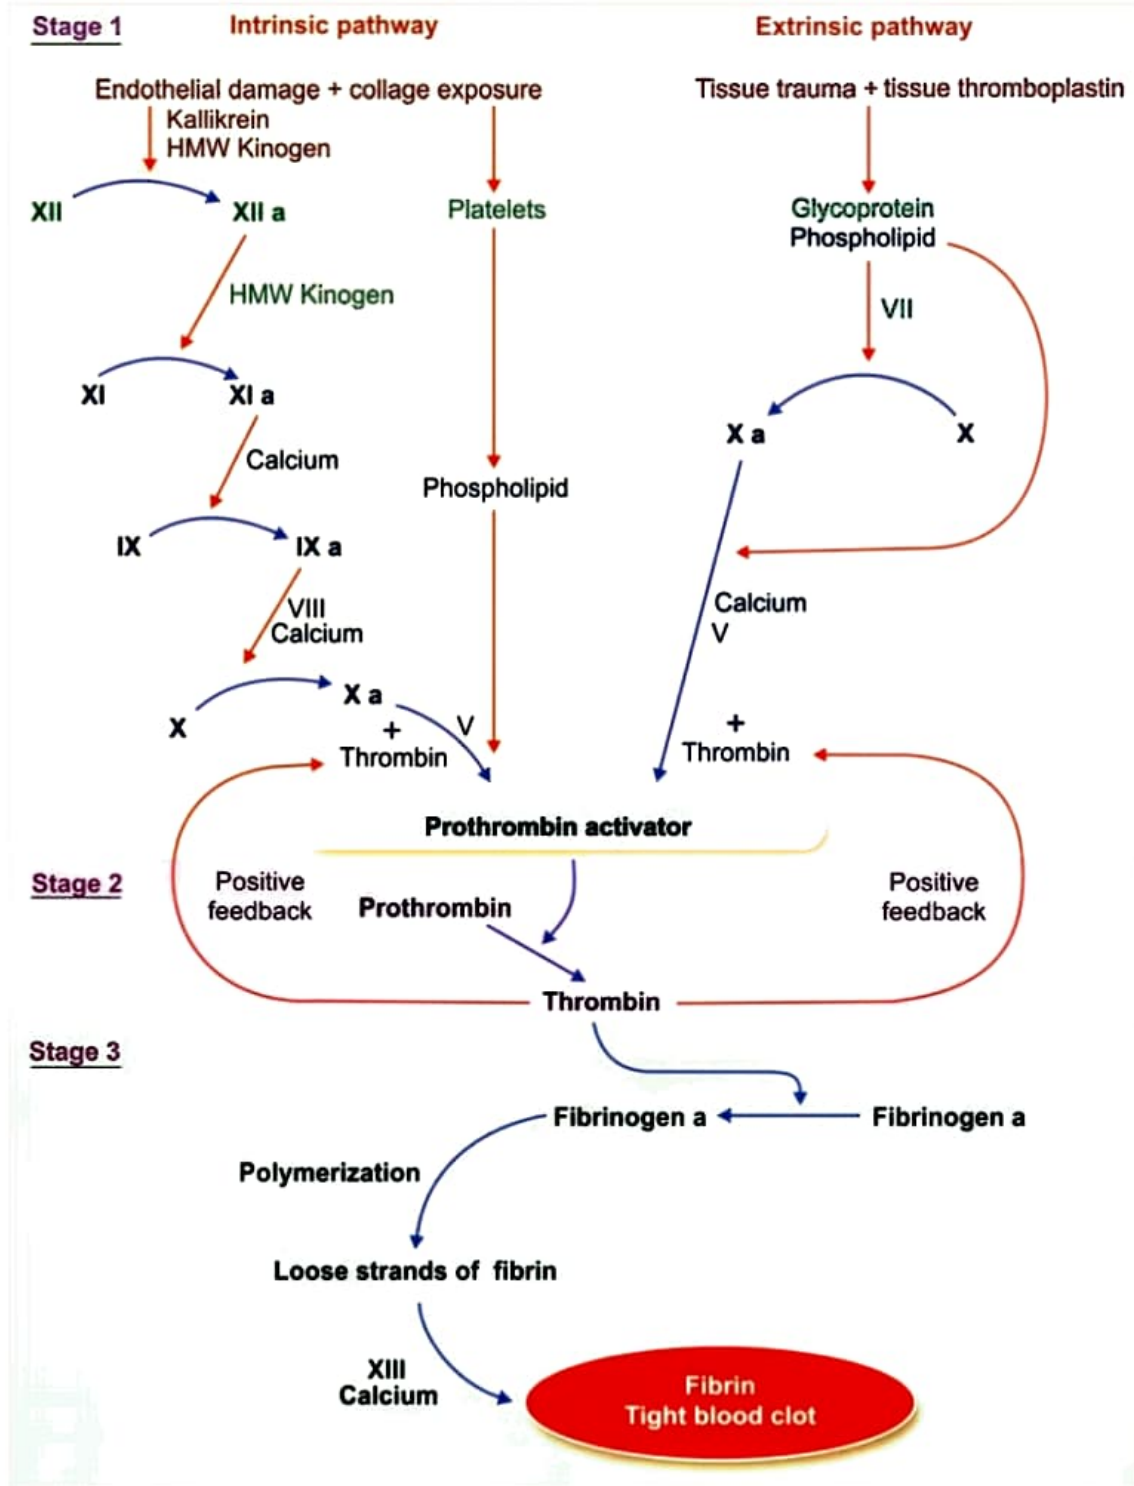 Stage 1
Intrinsic pathway
Extrinsic pathway
Endothelial damage + collage exposure
Tissue trauma + tissue thromboplastin
Kallikrein
HMW Kinogen
XII
XII a
Platelets
Glycoprotein
Phospholipid
HMW Kinogen
VII
XI
XI a
X a
X
Calcium
Phospholipid
IX
IX a
VIII
Calcium
Calcium
V
X
X a
V
+
Thrombin
+
Thrombin
Prothrombin activator
Stage 2
Positive
feedback
Prothrombin
Positive
feedback
Thrombin
Stage 3
Fibrinogen a
Fibrinogen a
Polymerization
Loose strands of fibrin
XIII
Calcium
Fibrin
Tight blood clot